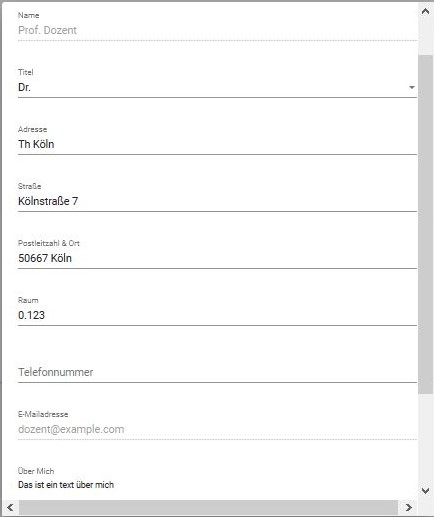 Name
Prof. Dozent
Titel
Dr.
Adresse
Th Köln
Straße
Kölnstraße 7
Postleitzahl & Ort
50667 Köln
Raum
0.123
Telefonnummer
E-Mailadresse
dozent@example.com
Über Mich
Das ist ein text über mich